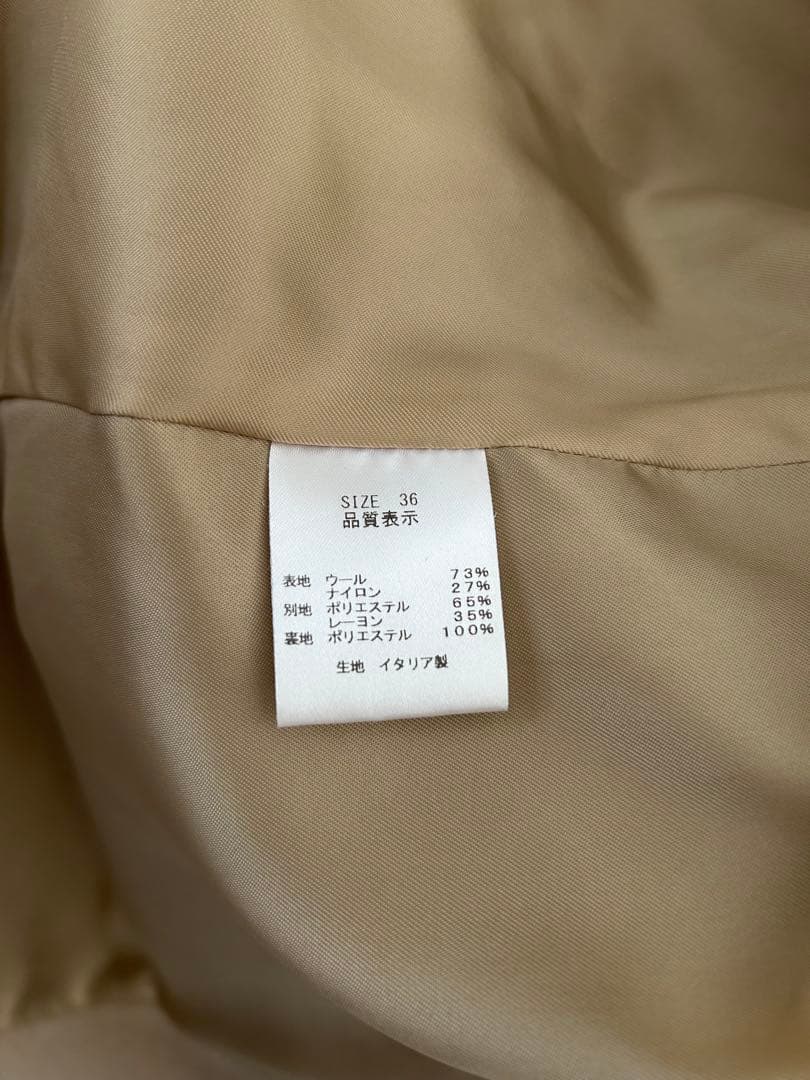 SIZE 36
品質表示
表地 ウール 73%
ナイロン 27%
別地 ポリエステル 65%
レーヨン 35%
裏地 ポリエステル 100%
生地 イタリア製